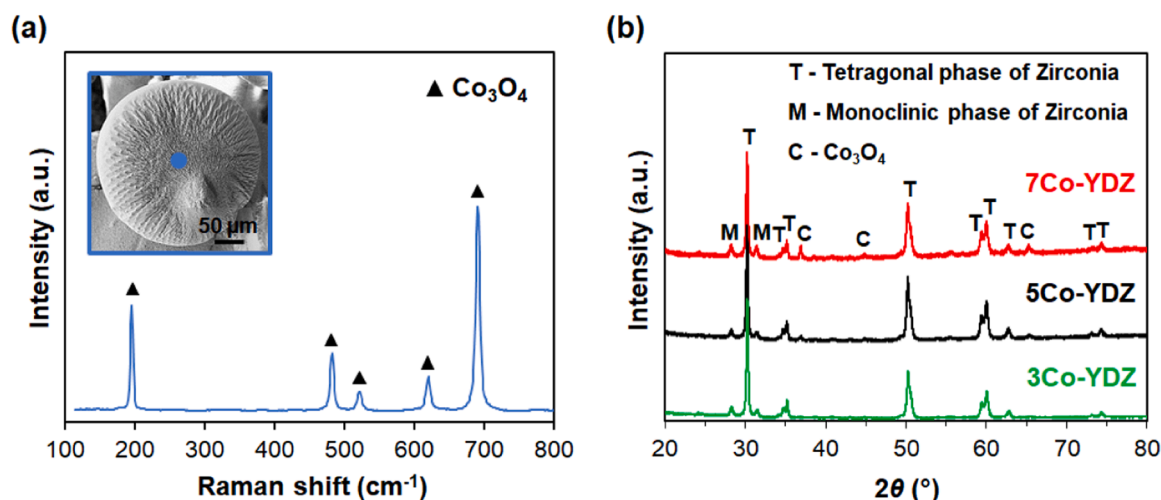 (a)
▲ Co₃O₄
50 µm
Intensity (a.u.)
100 200 300 400 500 600 700 800
Raman shift (cm⁻¹)
(b)
T - Tetragonal phase of Zirconia
M - Monoclinic phase of Zirconia
C - Co₃O₄
7Co-YDZ
T
T
T
T
M
M
T
T
C
C
T
C
T
T
5Co-YDZ
3Co-YDZ
Intensity (a.u.)
20 30 40 50 60 70 80
2θ (°)